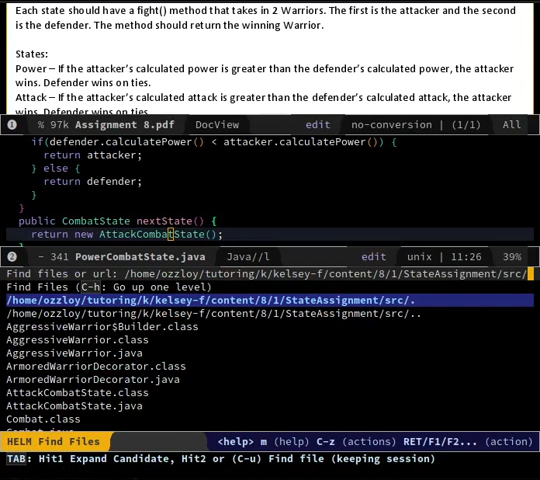 Each state should have a fight() method that takes in 2 Warriors. The first is the attacker and the second
is the defender. The method should return the winning Warrior.
States:
Power – If the attacker's calculated power is greater than the defender's calculated power, the attacker
wins. Defender wins on ties.
Attack – If the attacker's calculated attack is greater than the defender's calculated attack, the attacker
wins. Defender wins on ties.
1 % 97k Assignment 8.pdf DocView edit no-conversion | (1/1) All
if(defender.calculatePower() < attacker.calculatePower()) {
return attacker;
} else {
return defender;
}
}
public CombatState nextState() {
return new AttackCombatState();
2 - 341 PowerCombatState.java Java//l edit unix | 11:26 39%
Find files or url: /home/ozzloy/tutoring/k/kelsey-f/content/8/1/StateAssignment/src/
Find Files (C-h: Go up one level)
/home/ozzloy/tutoring/k/kelsey-f/content/8/1/StateAssignment/src/.
/home/ozzloy/tutoring/k/kelsey-f/content/8/1/StateAssignment/src/..
AggressiveWarrior$Builder.class
AggressiveWarrior.class
AggressiveWarrior.java
ArmoredWarriorDecorator.class
ArmoredWarriorDecorator.java
AttackCombatState.class
AttackCombatState.java
Combat.class
Combat.java
HELM Find Files <help> m (help) C-z (actions) RET/F1/F2... (action)
TAB: Hit1 Expand Candidate, Hit2 or (C-u) Find file (keeping session)